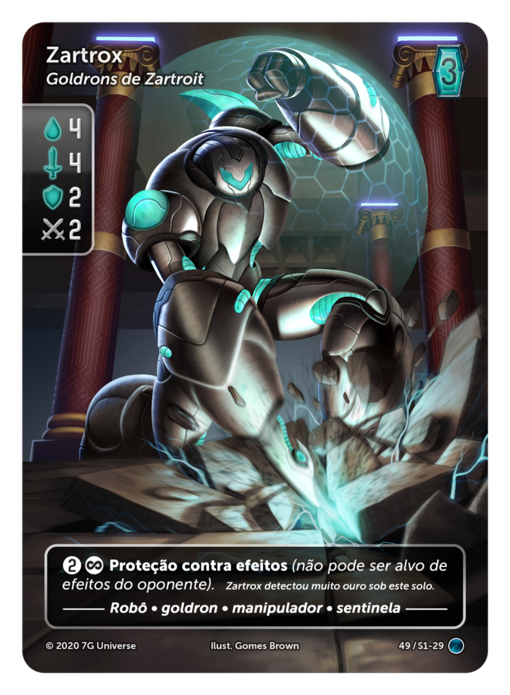 Zartrox
Goldrons de Zartroit
3
4
4
2
2
2 ∞ Proteção contra efeitos (não pode ser alvo de
efeitos do oponente). Zartrox detectou muito ouro sob este solo.
Robô • goldron • manipulador • sentinela
© 2020 7G Universe Ilust. Gomes Brown 49 / S1-29